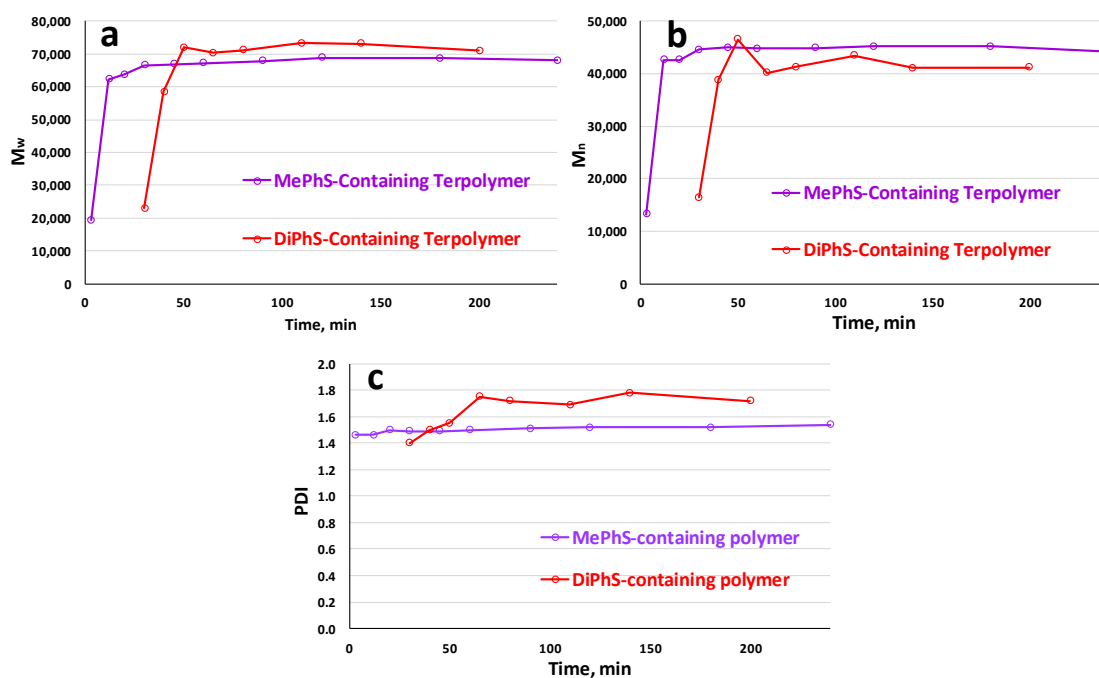 a
80,000
70,000
60,000
50,000
40,000
30,000
20,000
10,000
0
Mw
MePhS-Containing Terpolymer
DiPhS-Containing Terpolymer
0 50 100 150 200
Time, min
b
50,000
40,000
30,000
20,000
10,000
0
Mn
MePhS-Containing Terpolymer
DiPhS-Containing Terpolymer
0 50 100 150 200
Time, min
c
2.0
1.8
1.6
1.4
1.2
1.0
0.8
0.6
0.4
0.2
0.0
PDI
MePhS-containing polymer
DiPhS-containing polymer
0 50 100 150 200
Time, min